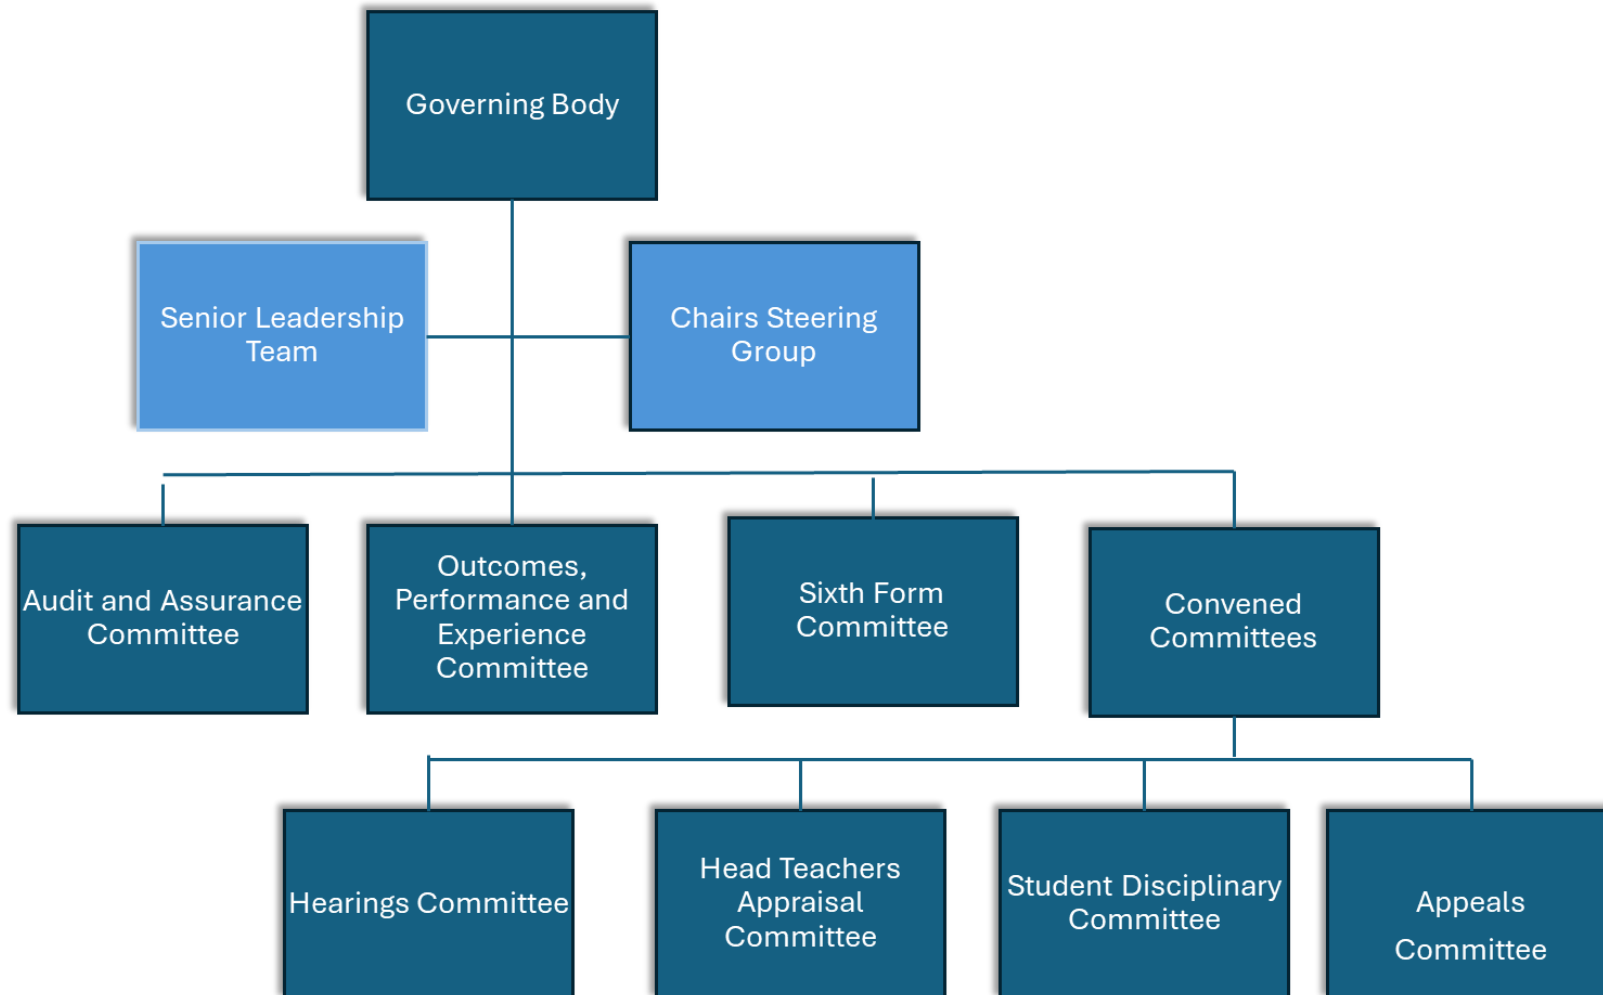 Governing Body
Senior Leadership
Team
Chairs Steering
Group
Audit and Assurance
Committee
Outcomes,
Performance and
Experience
Committee
Sixth Form
Committee
Convened
Committees
Hearings Committee
Head Teachers
Appraisal
Committee
Student Disciplinary
Committee
Appeals
Committee